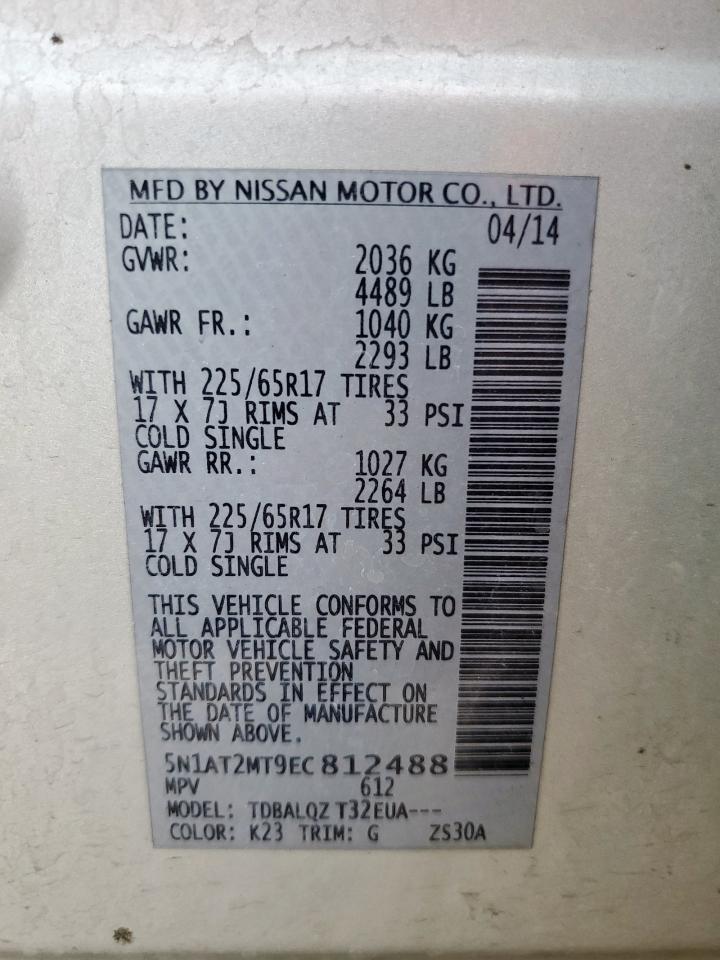 MFD BY NISSAN MOTOR CO., LTD.
DATE: 04/14
GVWR: 2036 KG
4489 LB
GAWR FR.: 1040 KG
2293 LB
WITH 225/65R17 TIRES
17 X 7J RIMS AT 33 PSI
COLD SINGLE
GAWR RR.: 1027 KG
2264 LB
WITH 225/65R17 TIRES
17 X 7J RIMS AT 33 PSI
COLD SINGLE
THIS VEHICLE CONFORMS TO
ALL APPLICABLE FEDERAL
MOTOR VEHICLE SAFETY AND
THEFT PREVENTION
STANDARDS IN EFFECT ON
THE DATE OF MANUFACTURE
SHOWN ABOVE.
5N1AT2MT9EC812488
MPV 612
MODEL: TDBALQZ T32EUA---
COLOR: K23 TRIM: G ZS30A